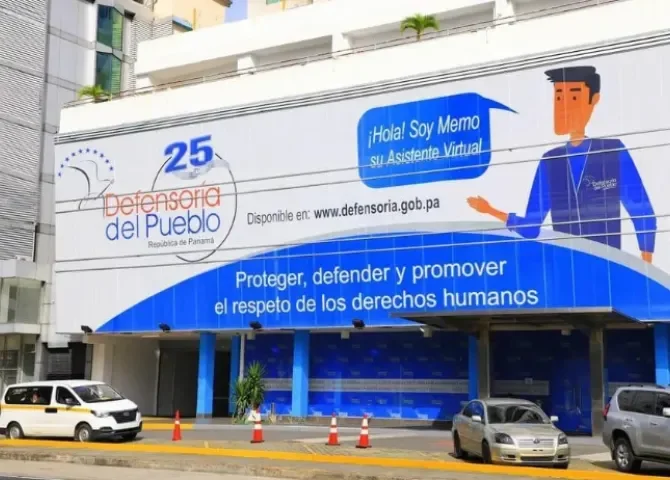 25
Defensoría
del Pueblo
República de Panamá
¡Hola! Soy Memo
su Asistente Virtual
Disponible en: www.defensoria.gob.pa
Proteger, defender y promover
el respeto de los derechos humanos